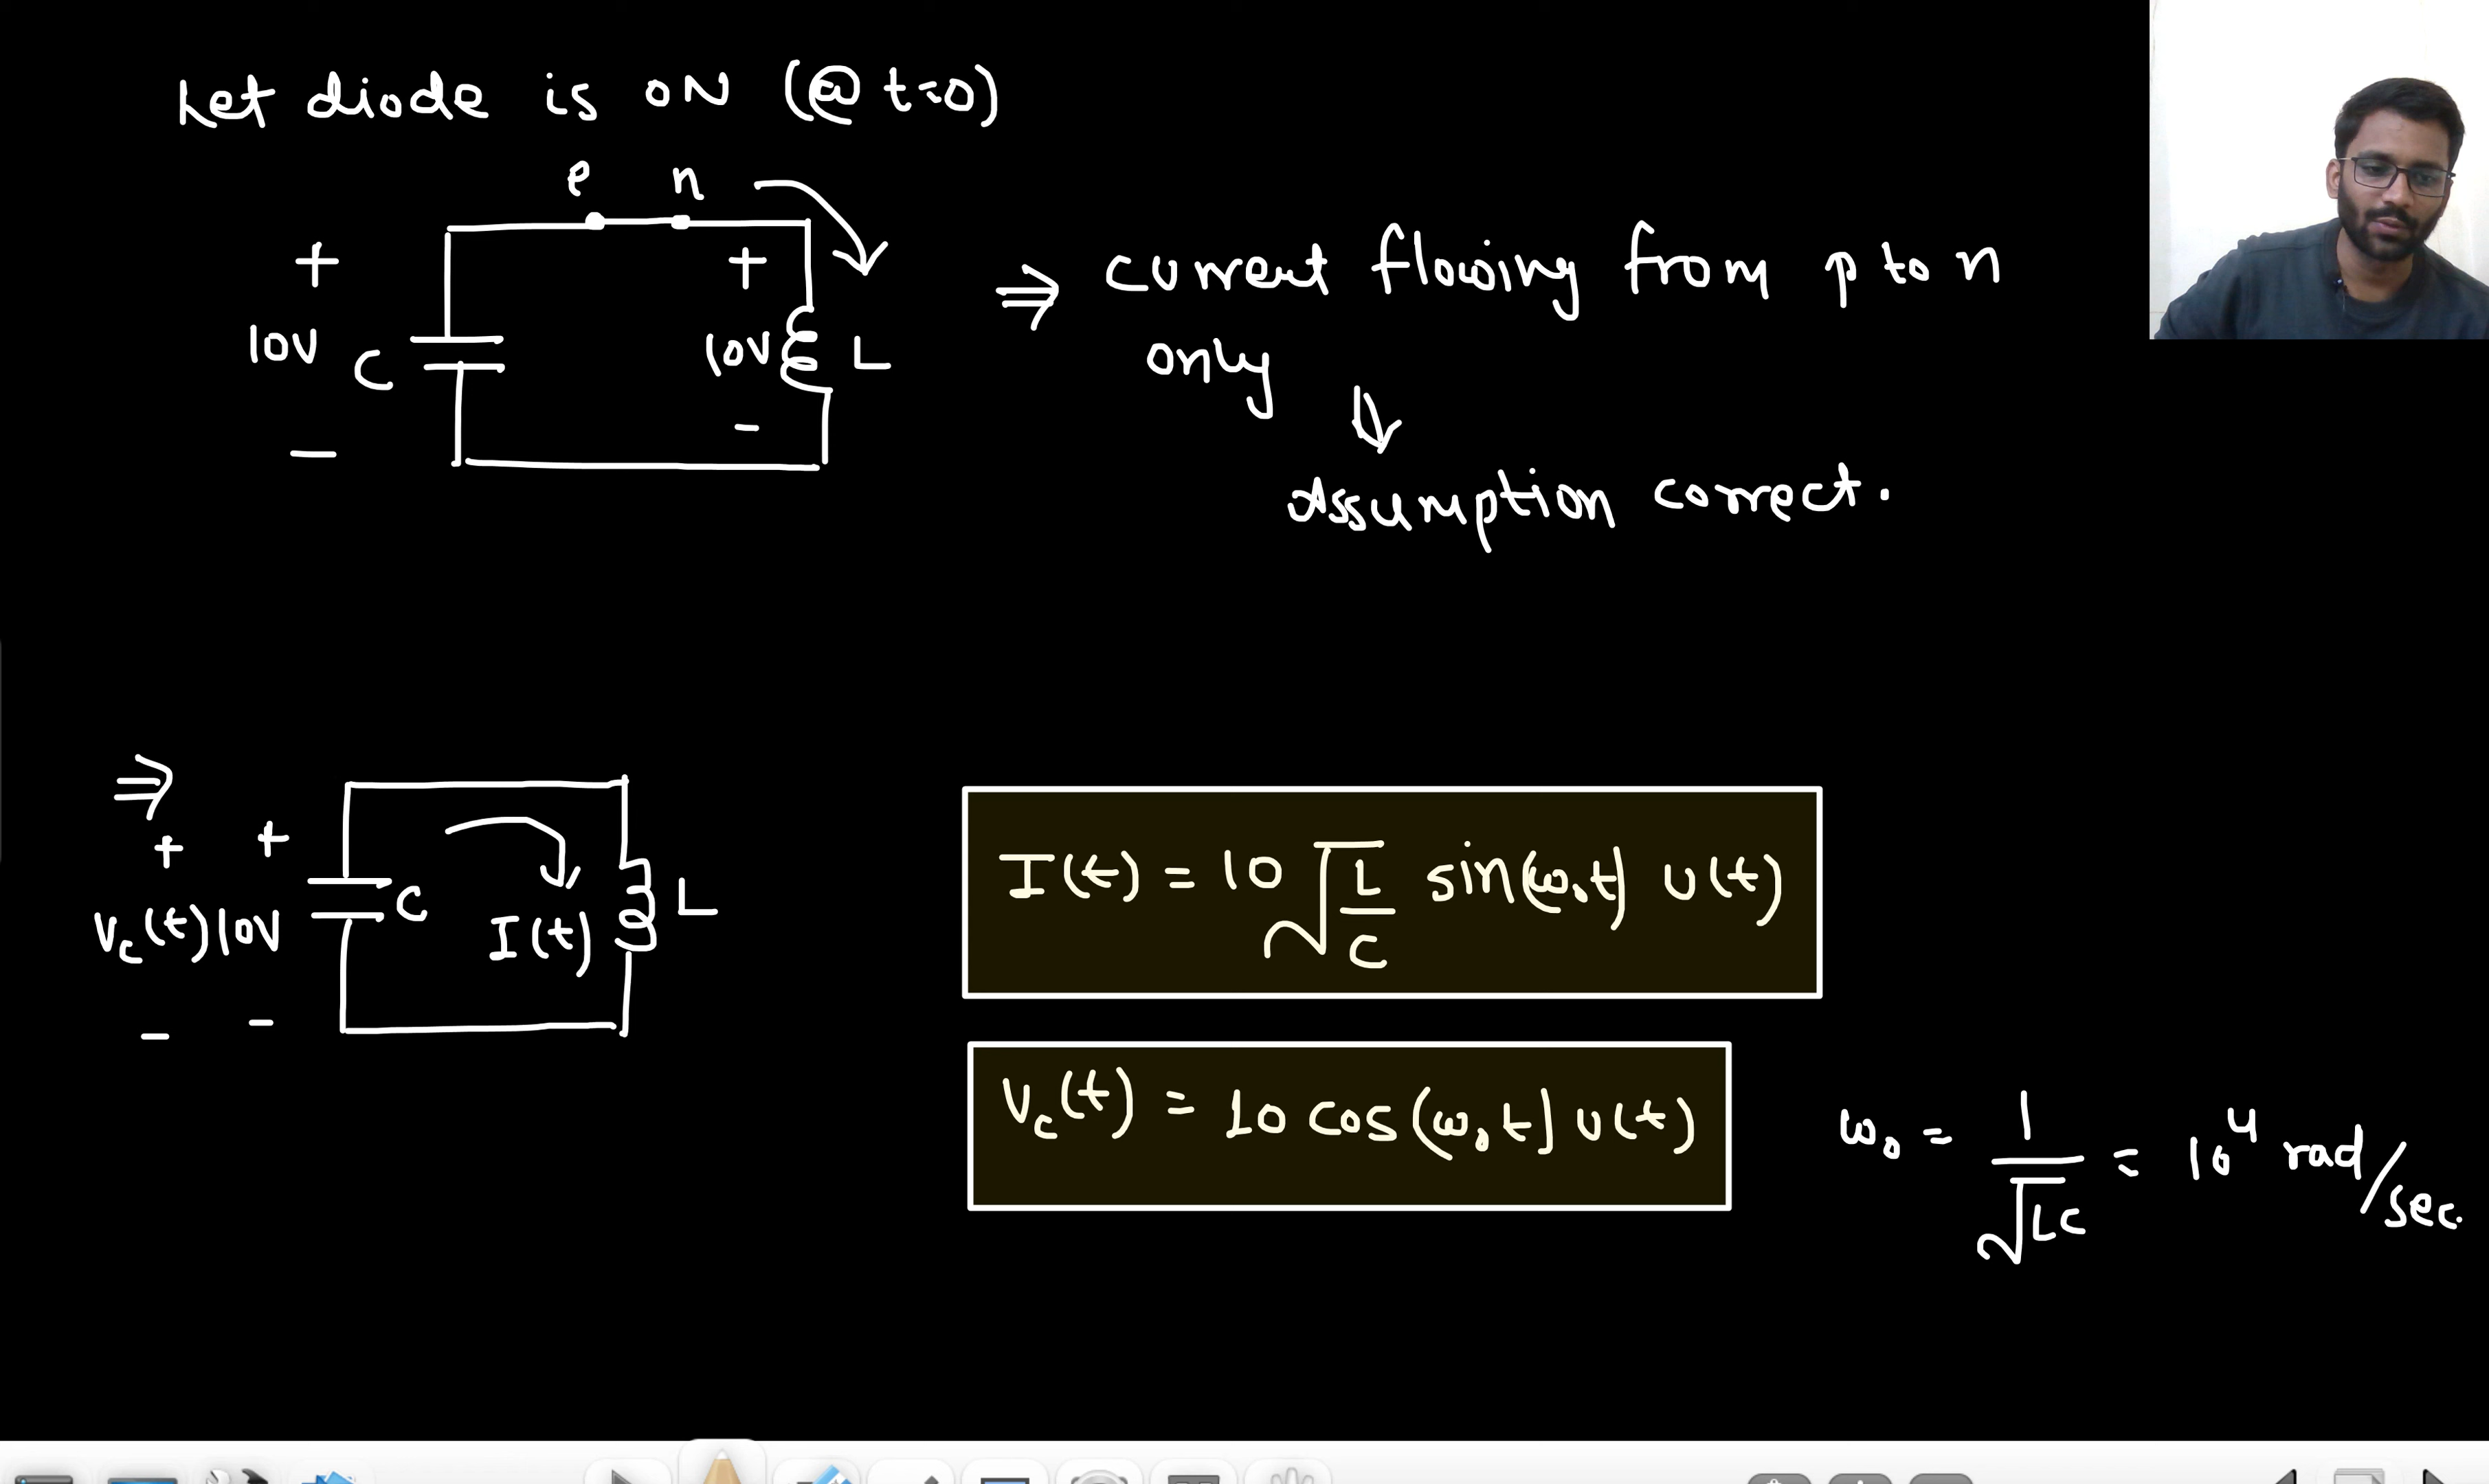 Let diode is ON (@ t=0)
p n
+ +
10V C 10V L
- -
⇒ current flowing from p to n
only
⇓
Assumption correct.
⇒
+ +
Vc(t) 10V C I(t) L
- -
I(t) = 10 √(L/C) sin(ω₀t) u(t)
Vc(t) = 10 cos(ω₀t) u(t)
ω₀ = 1/√(LC) = 10⁴ rad/sec.